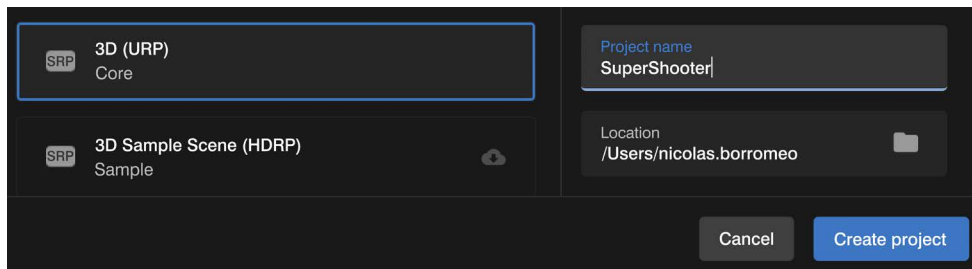 SRP
3D (URP)
Core
SRP
3D Sample Scene (HDRP)
Sample
Project name
SuperShooter
Location
/Users/nicolas.borromeo
Cancel
Create project